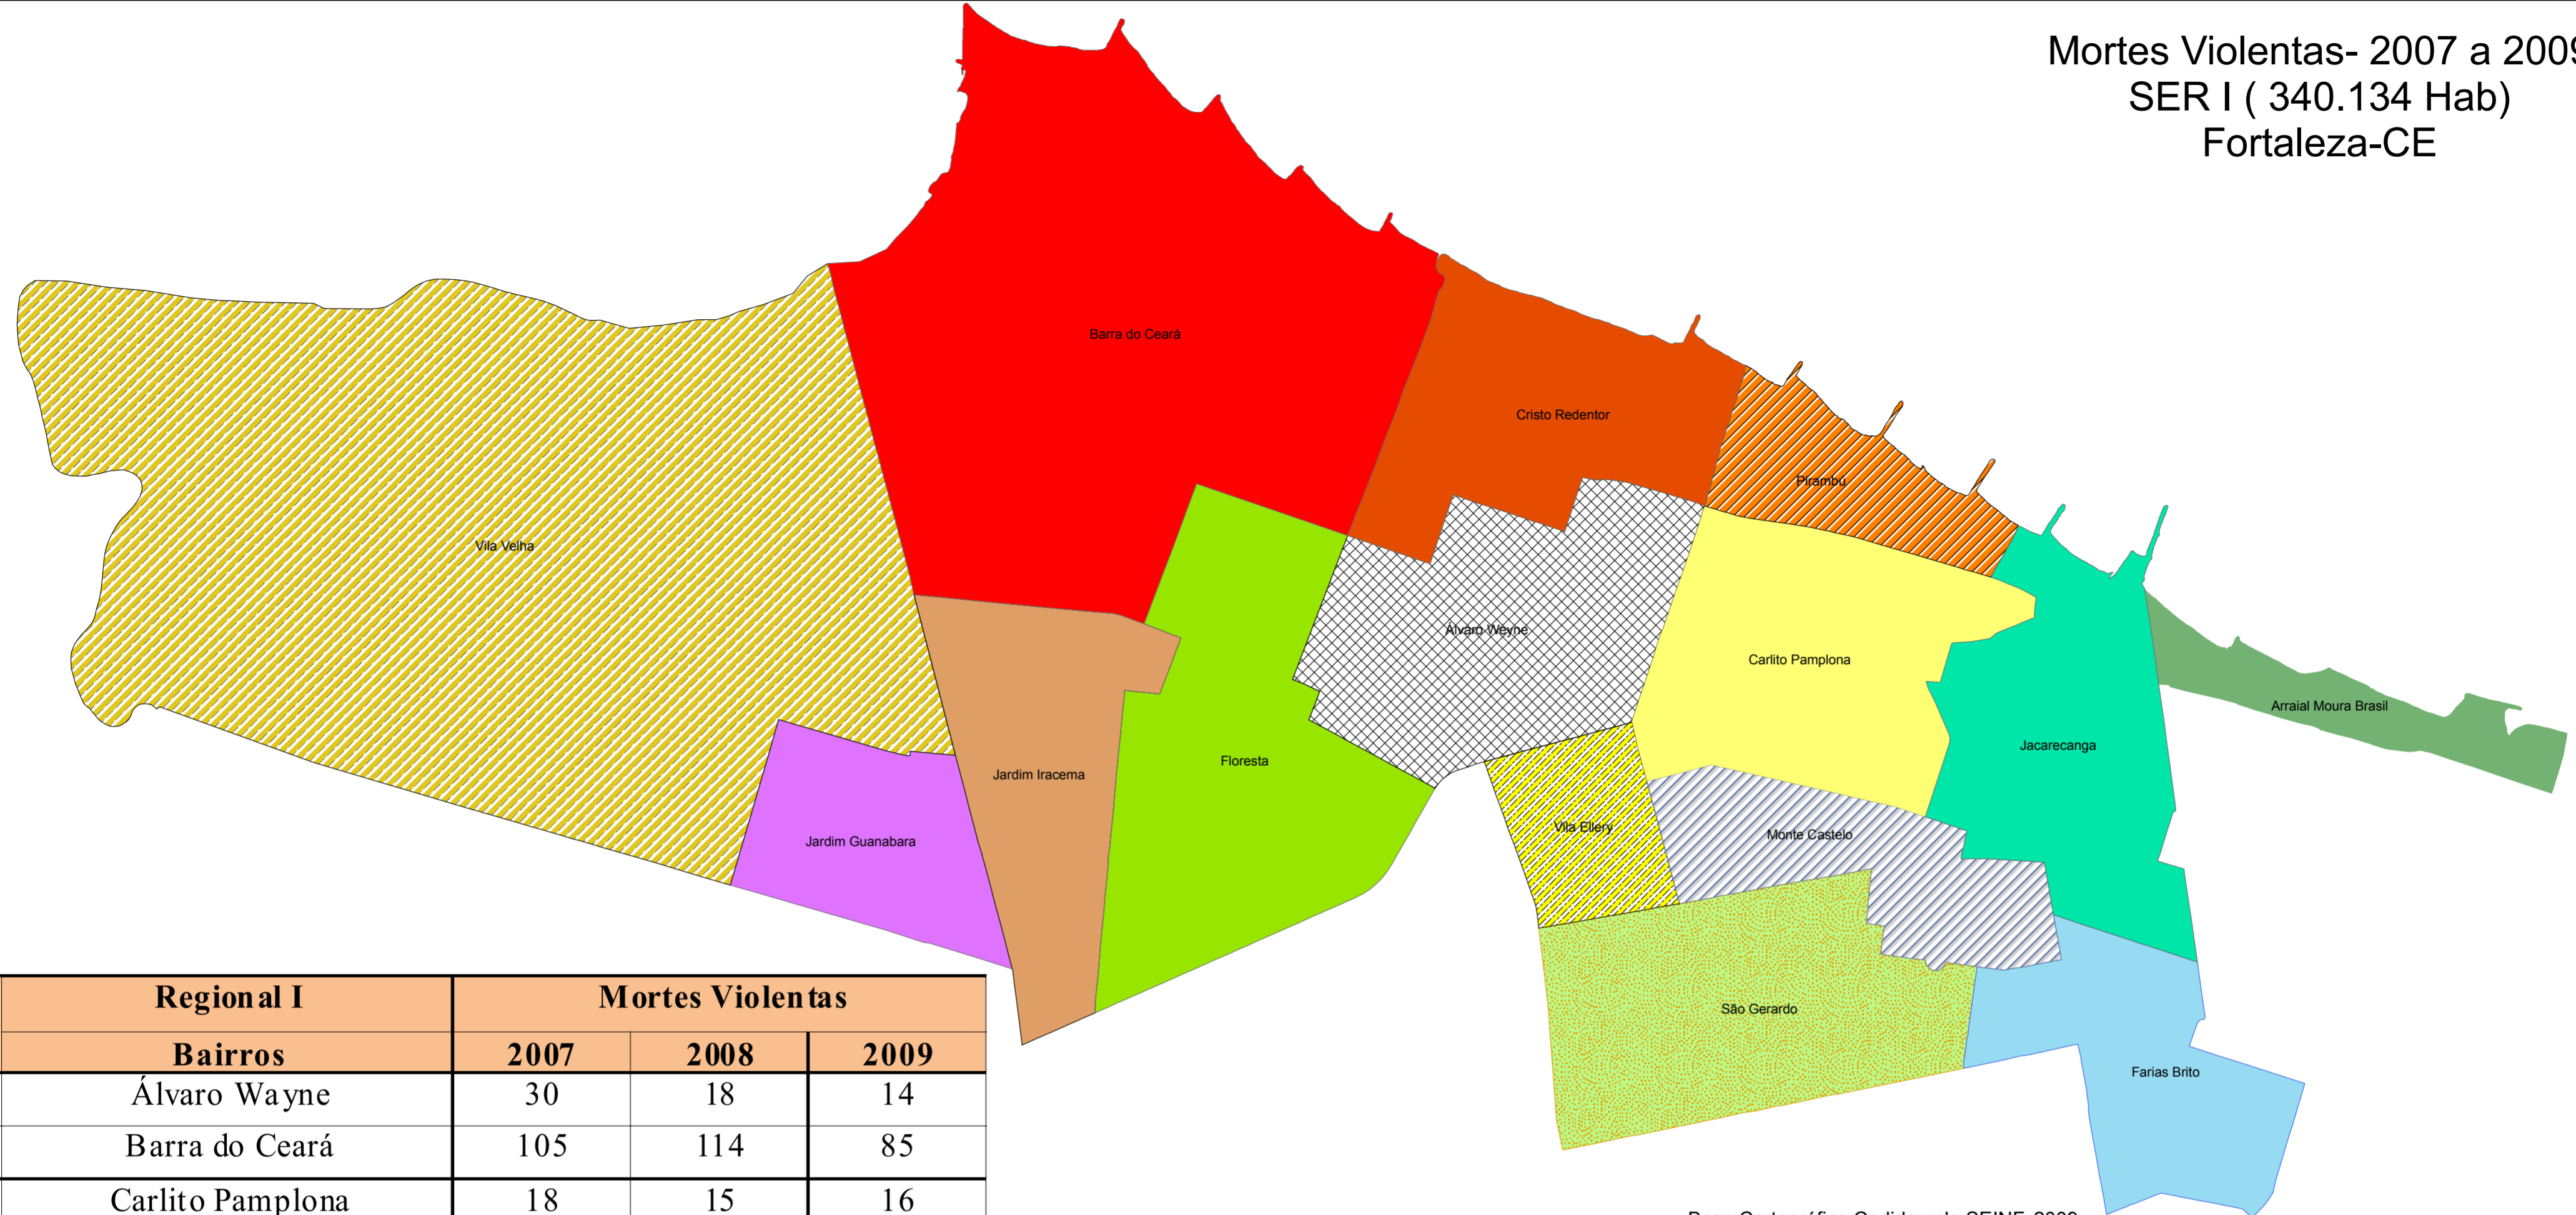 Mortes Violentas- 2007 a 2009
SER I ( 340.134 Hab)
Fortaleza-CE
Barra do Ceará
Cristo Redentor
Pirambu
Vila Velha
Álvaro Weyne
Carlito Pamplona
Arraial Moura Brasil
Jacarecanga
Floresta
Jardim Iracema
Vila Ellery
Monte Castelo
Jardim Guanabara
São Gerardo
Farias Brito
Regional I Mortes Violentas
Bairros 2007 2008 2009
Álvaro Wayne 30 18 14
Barra do Ceará 105 114 85
Carlito Pamplona 18 15 16